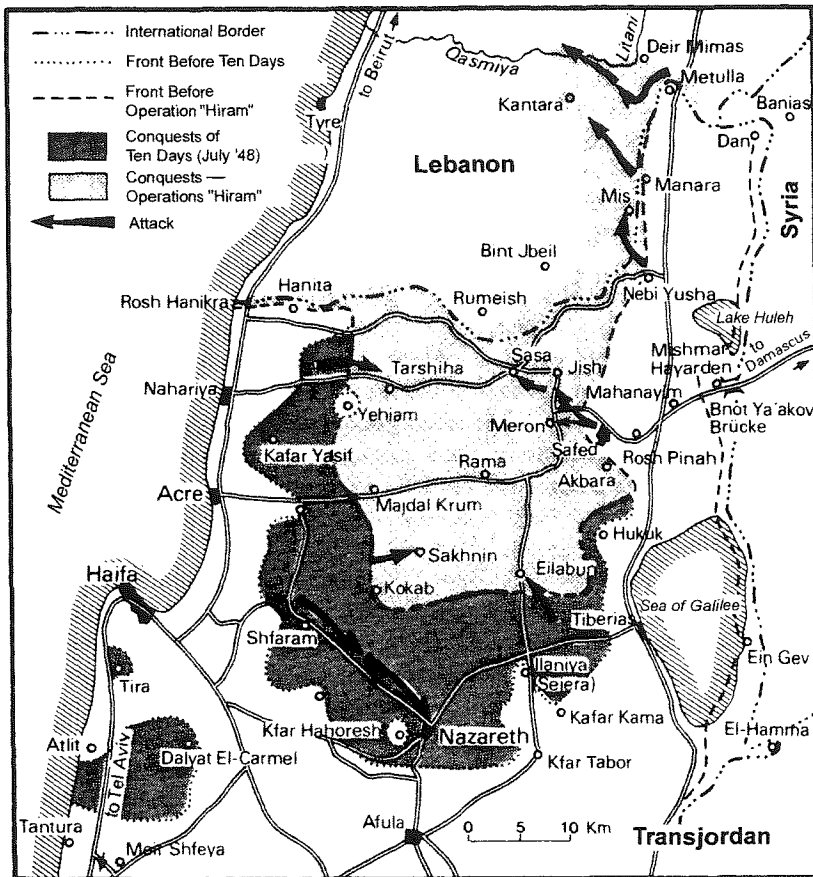 International Border
Front Before Ten Days
Front Before
Operation "Hiram"
Conquests of
Ten Days (July '48)
Conquests —
Operations "Hiram"
Attack
to Beirut
Qasmiya
Litani
Deir Mimas
Metulla
Kantara
Banias
Dan
Tyre
Lebanon
Manara
Syria
Mis
Bint Jbeil
Hanita
Rosh Hanikra
Rumeish
Nebi Yusha
Lake Huleh
to
Damascus
Mishmar
Hayarden
Sasa
Jish
Tarshiha
Mahanayim
Nahariya
Bnot Ya'akov
Brücke
Yehiam
Meron
Safed
Rosh Pinah
Kafar Yasif
Rama
Akbara
Mediterranean Sea
Acre
Majdal Krum
Hukuk
Sakhnin
Eilabun
Haifa
Kokab
Sea of Galilee
Tiberias
Shfaram
Ilaniya
(Sejera)
Ein Gev
Tira
Kafar Kama
Kfar Haboresh
Nazareth
El-Hamma
Atlit
Dalyat El-Carmel
Kfar Tabor
to Tel Aviv
Tantura
Afula
0 5 10 Km
Transjordan
Meir Shfeya